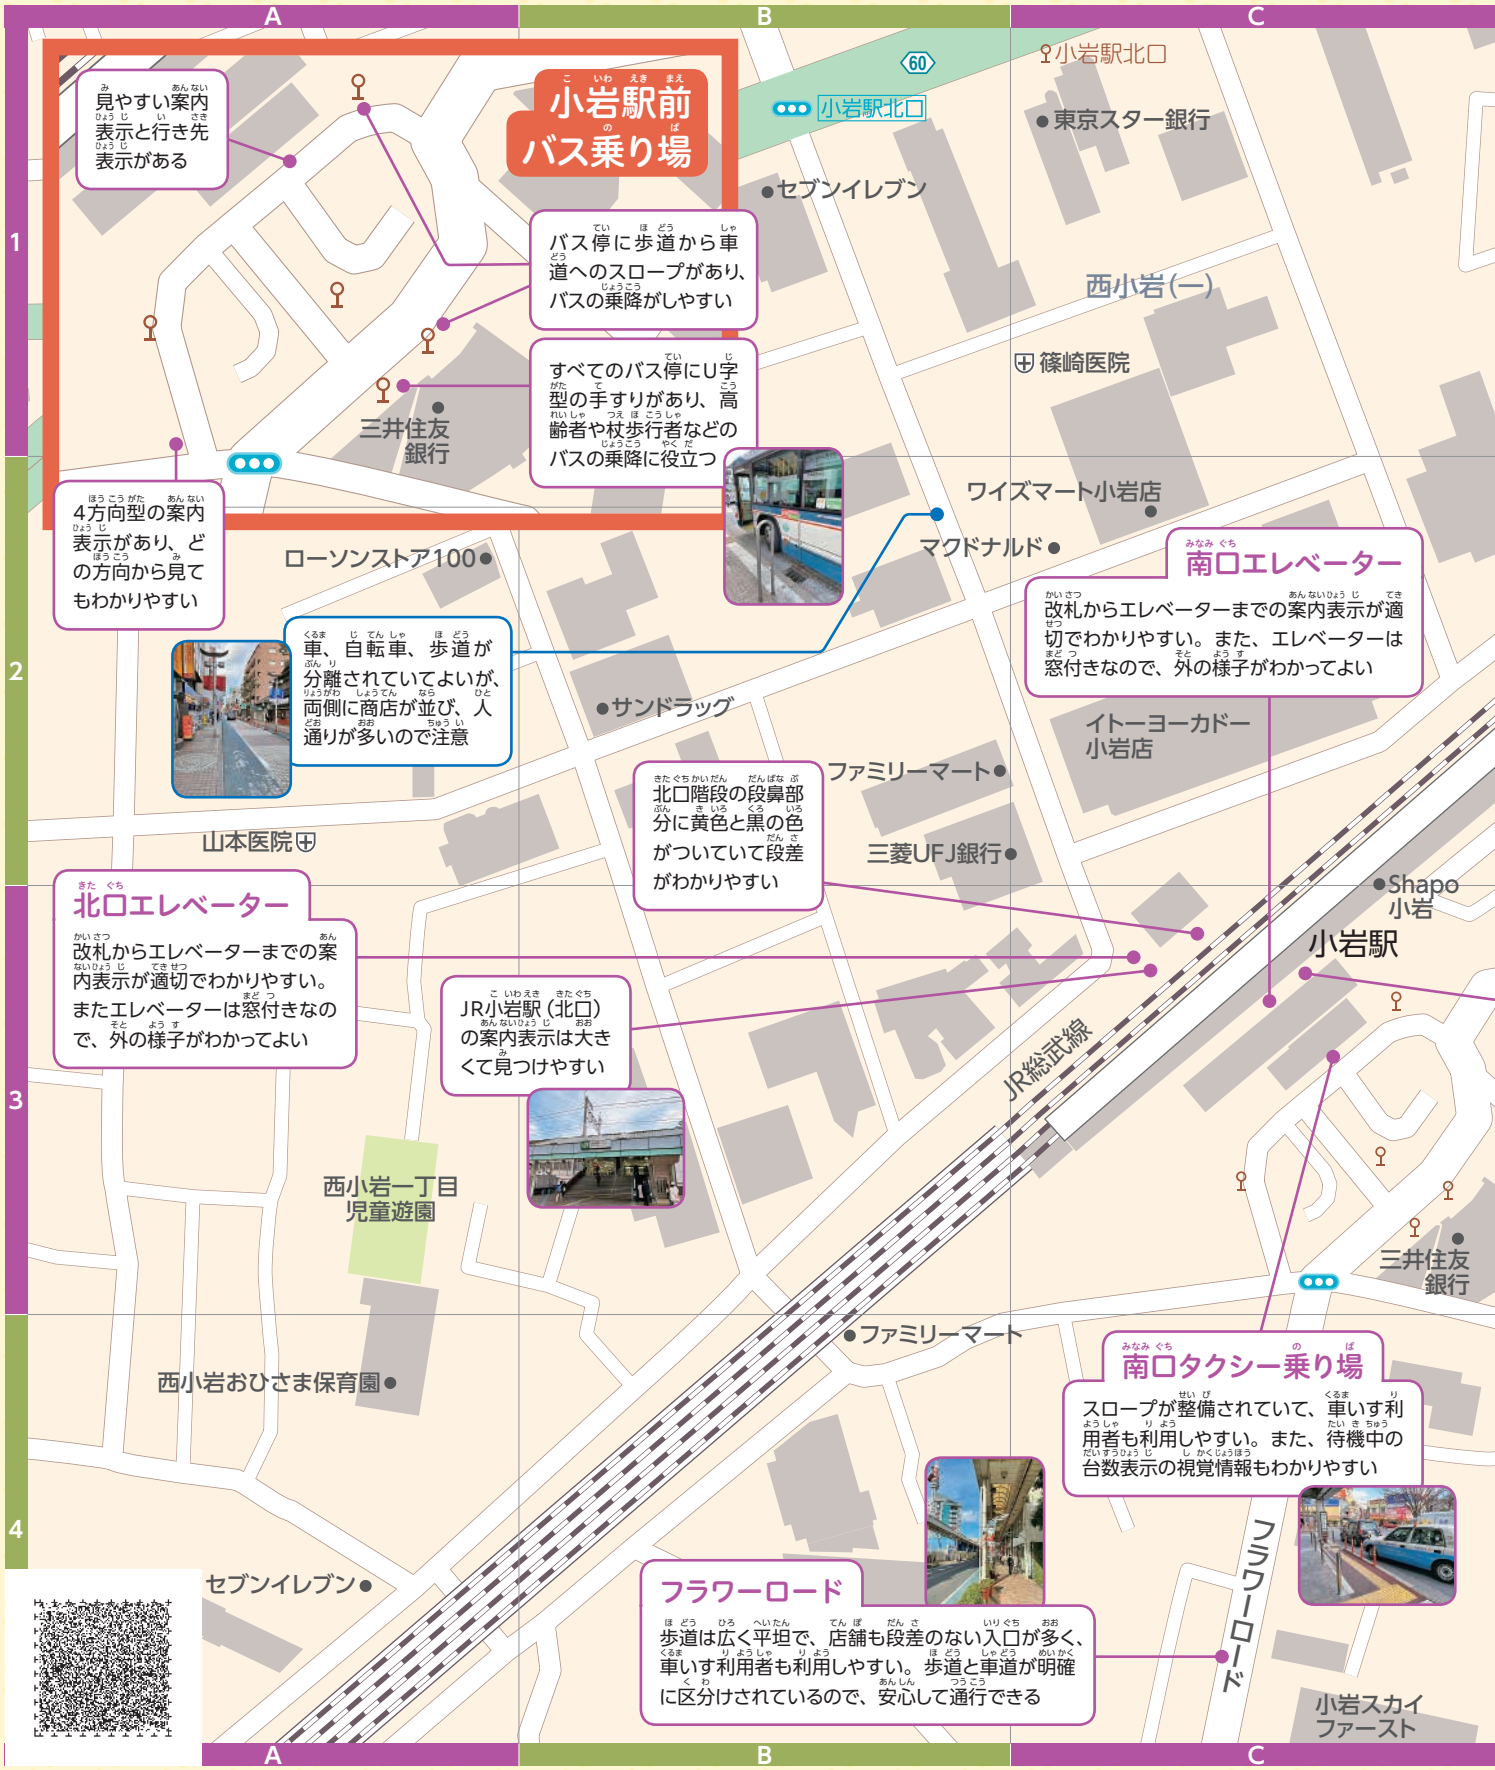 A
B
C
1
2
3
4
小岩駅前
バス乗り場
見やすい案内
表示と行き先
表示がある
バス停に歩道から車
道へのスロープがあり、
バスの乗降がしやすい
すべてのバス停にU字
型の手すりがあり、高
齢者や杖歩行者などの
バスの乗降に役立つ
三井住友
銀行
4方向型の案内
表示があり、ど
の方向から見て
もわかりやすい
60
小岩駅北口
小岩駅北口
東京スター銀行
セブンイレブン
西小岩(一)
篠崎医院
ワイズマート小岩店
マクドナルド
ローソンストア100
車、自転車、歩道が
分離されていてよいが、
両側に商店が並び、人
通りが多いので注意
南口エレベーター
改札からエレベーターまでの案内表示が適
切でわかりやすい。また、エレベーターは
窓付きなので、外の様子がわかってよい
サンドラッグ
イトーヨーカドー
小岩店
ファミリーマート
北口階段の段鼻部
分に黄色と黒の色
がついていて段差
がわかりやすい
三菱UFJ銀行
山本医院
Shapo
小岩
小岩駅
北口エレベーター
改札からエレベーターまでの案
内表示が適切でわかりやすい。
またエレベーターは窓付きなの
で、外の様子がわかってよい
JR小岩駅(北口)
の案内表示は大き
くて見つけやすい
JR総武線
西小岩一丁目
児童遊園
三井住友
銀行
ファミリーマート
西小岩おひさま保育園
南口タクシー乗り場
スロープが整備されていて、車いす利
用者も利用しやすい。また、待機中の
台数表示の視覚情報もわかりやすい
フラワーロード
セブンイレブン
フラワーロード
歩道は広く平坦で、店舗も段差のない入口が多く、
車いす利用者も利用しやすい。歩道と車道が明確
に区分けされているので、安心して通行できる
小岩スカイ
ファースト
A
B
C